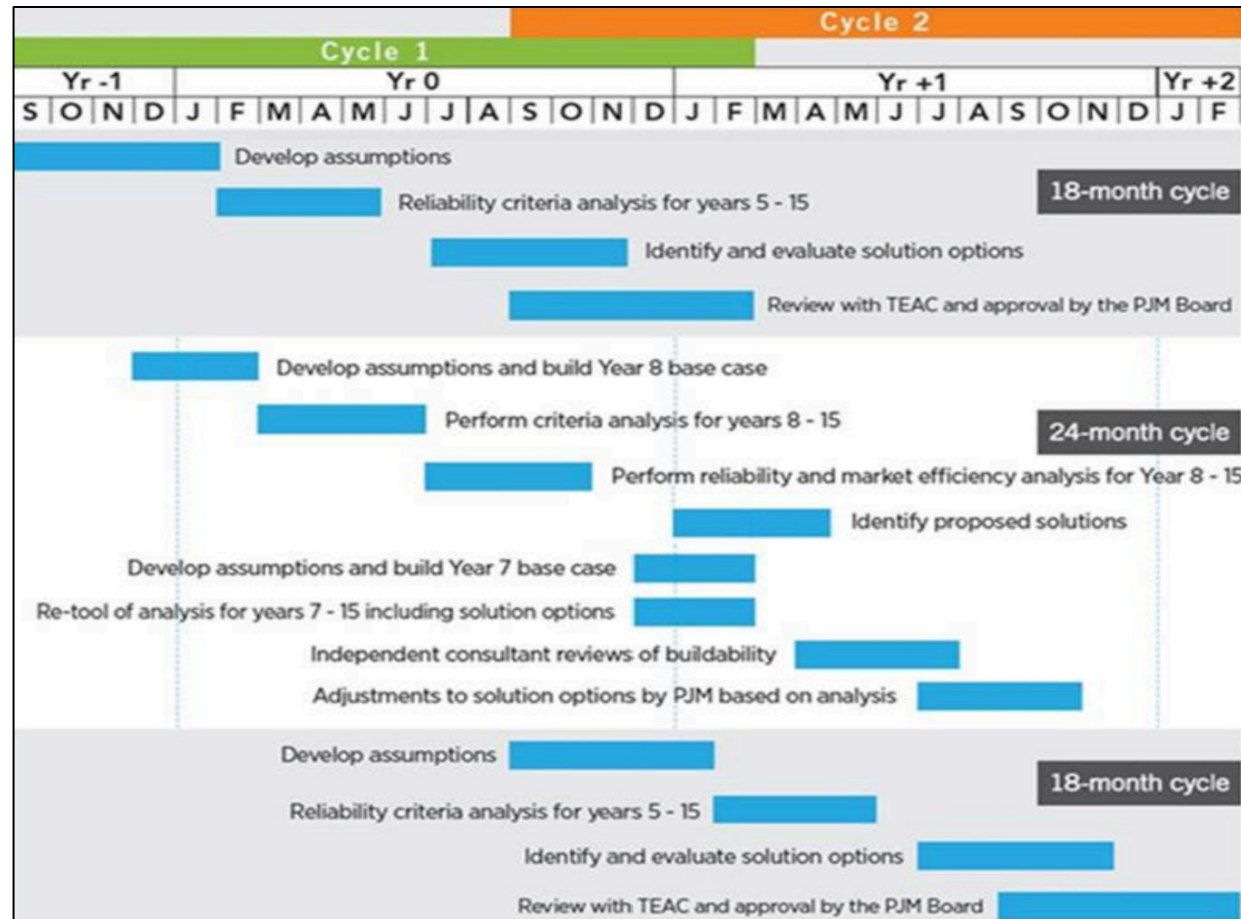 Cycle 2
Cycle 1
Yr -1 Yr 0 Yr +1 Yr +2
S|O|N|D|J|F|M|A|M|J|J|A|S|O|N|D|J|F|M|A|M|J|J|A|S|O|N|D|J|F
Develop assumptions
18-month cycle
Reliability criteria analysis for years 5 - 15
Identify and evaluate solution options
Review with TEAC and approval by the PJM Board
Develop assumptions and build Year 8 base case
Perform criteria analysis for years 8 - 15
24-month cycle
Perform reliability and market efficiency analysis for Year 8 - 15
Identify proposed solutions
Develop assumptions and build Year 7 base case
Re-tool of analysis for years 7 - 15 including solution options
Independent consultant reviews of buildability
Adjustments to solution options by PJM based on analysis
Develop assumptions
18-month cycle
Reliability criteria analysis for years 5 - 15
Identify and evaluate solution options
Review with TEAC and approval by the PJM Board